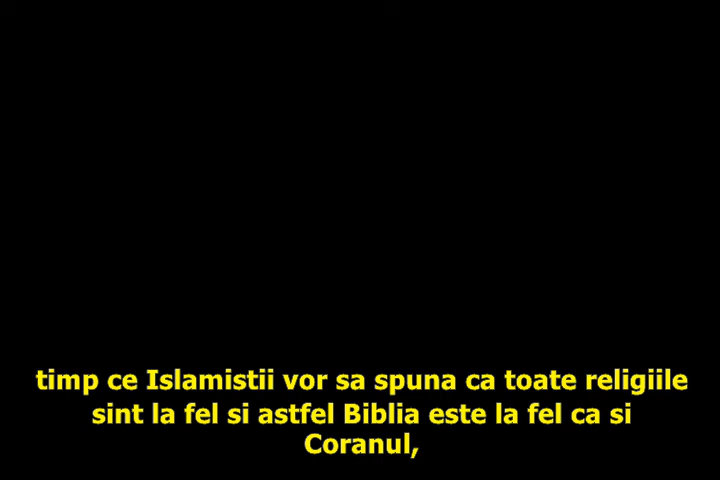 timp ce Islamistii vor sa spuna ca toate religiile
sint la fel si astfel Biblia este la fel ca si
Coranul,